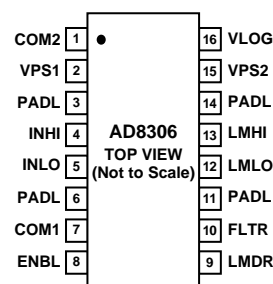 COM2 1 16 VLOG
VPS1 2 15 VPS2
PADL 3 14 PADL
INHI 4 AD8306 13 LMHI
TOP VIEW
INLO 5 (Not to Scale) 12 LMLO
PADL 6 11 PADL
COM1 7 10 FLTR
ENBL 8 9 LMDR